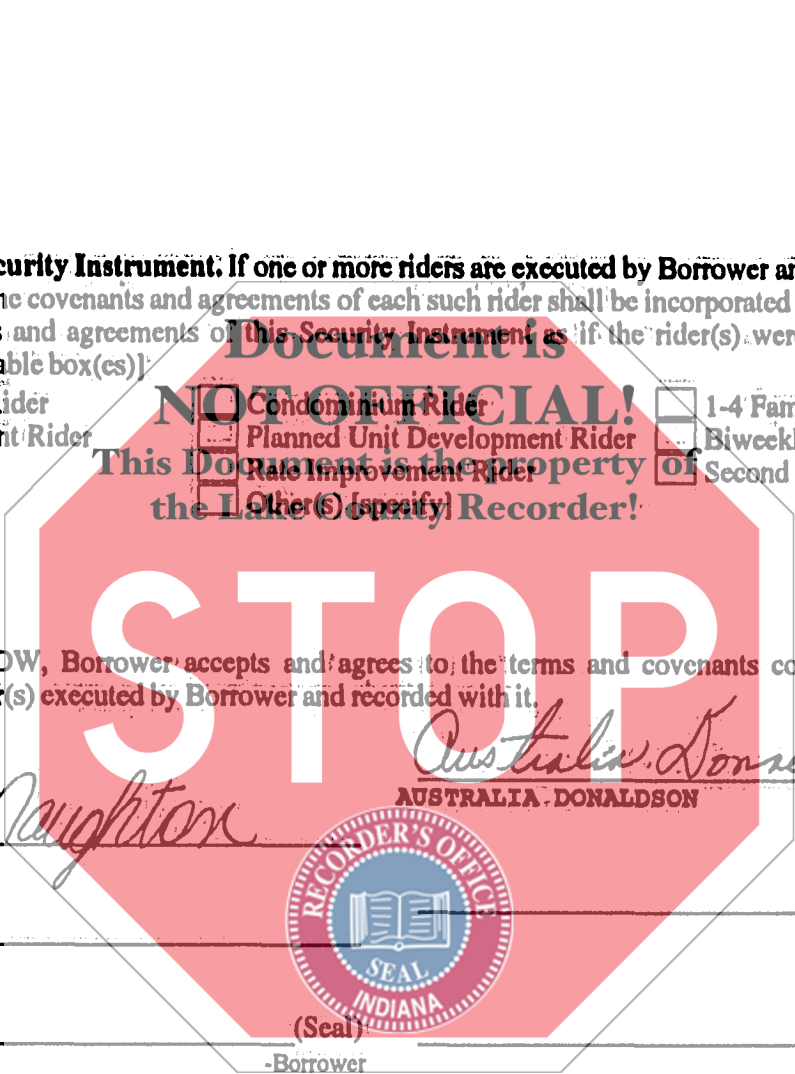 curity Instrument. If one or more riders are executed by Borrower an
e covenants and agreements of each such rider shall be incorporated
s and agreements of this Security Instrument as if the rider(s) were
able box(es)]
Document is
NOT OFFICIAL!
This Document is the property of
the Lake County Recorder!
ider
Condominium Rider
1-4 Fam
nt Rider
Planned Unit Development Rider
Biweekl
Rate Improvement Rider
Second
Other(s) [specify]
STOP
OW, Borrower accepts and agrees to the terms and covenants co
r(s) executed by Borrower and recorded with it.
Australia Donal
AUSTRALIA DONALDSON
aughton
RECORDER'S OFFICE
SEAL
INDIANA
(Seal)
-Borrower